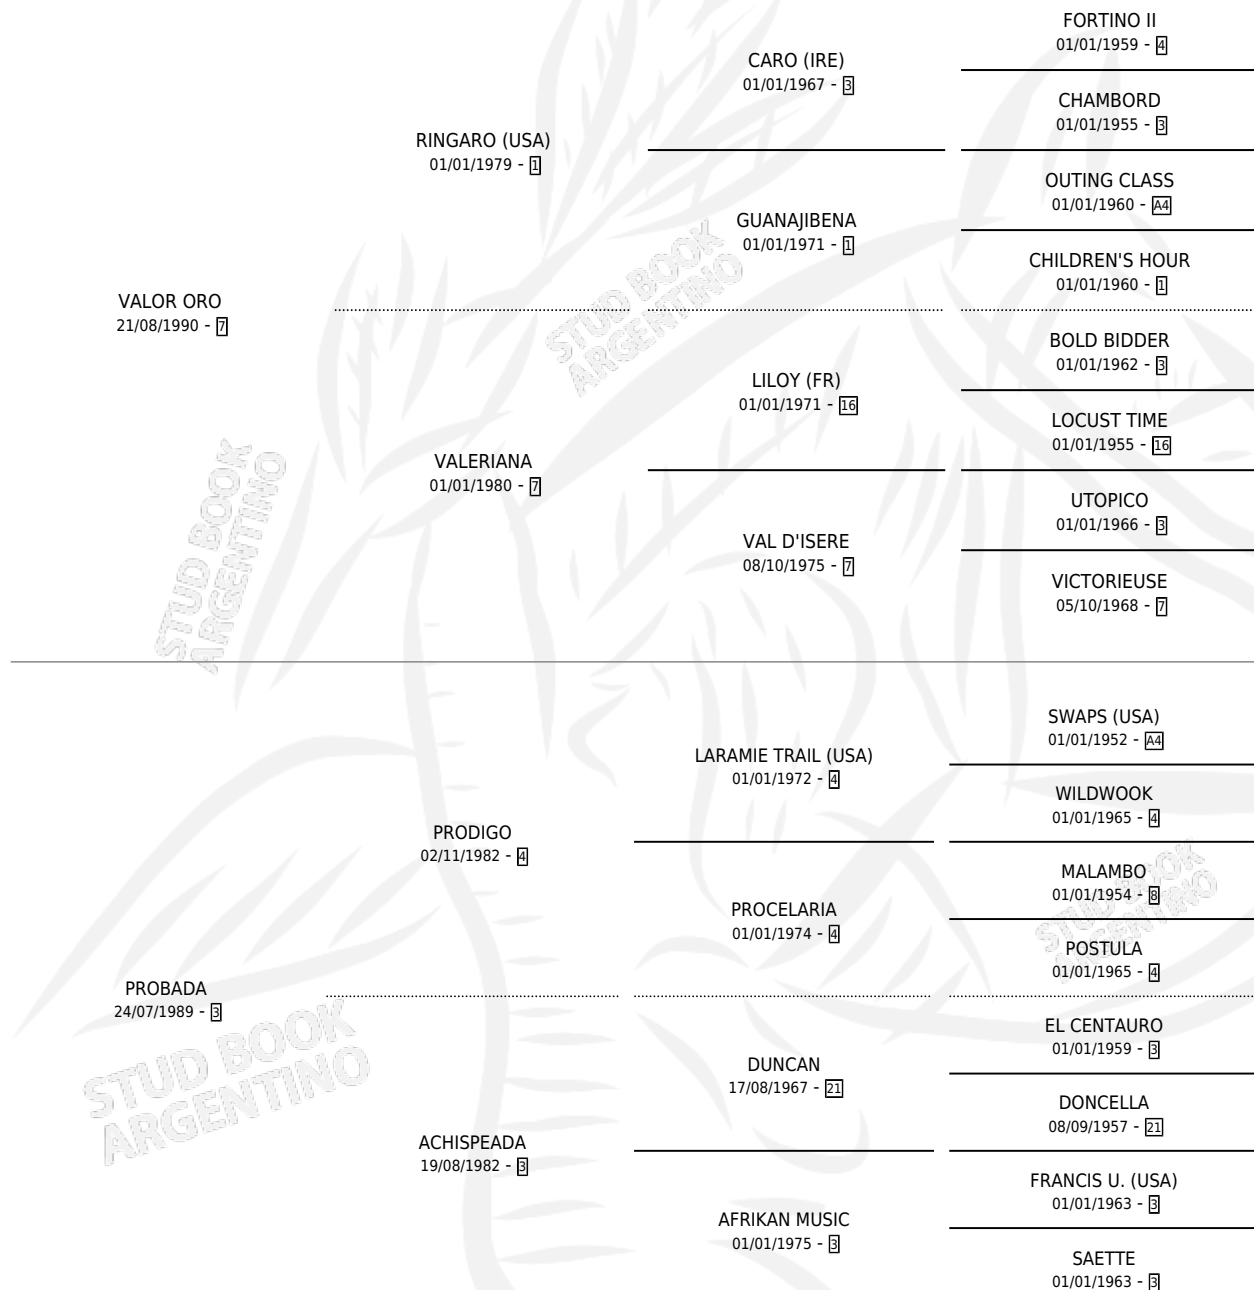 FORTINO II
01/01/1959 - 4
CARO (IRE)
01/01/1967 - 3
CHAMBORD
01/01/1955 - 3
RINGARO (USA)
01/01/1979 - 1
OUTING CLASS
01/01/1960 - A4
GUANAJIBENA
01/01/1971 - 1
CHILDREN'S HOUR
01/01/1960 - 1
VALOR ORO
21/08/1990 - 7
STUD BOOK
ARGENTINO
BOLD BIDDER
01/01/1962 - 3
LILOY (FR)
01/01/1971 - 16
LOCUST TIME
01/01/1955 - 16
VALERIANA
01/01/1980 - 7
UTOPICO
01/01/1966 - 3
VAL D'ISERE
08/10/1975 - 7
VICTORIEUSE
05/10/1968 - 7
STUD BOOK
ARGENTINO
SWAPS (USA)
01/01/1952 - A4
LARAMIE TRAIL (USA)
01/01/1972 - 4
WILDWOOK
01/01/1965 - 4
PRODIGO
02/11/1982 - 4
MALAMBO
01/01/1954 - 8
PROCELARIA
01/01/1974 - 4
STUD BOOK
ARGENTINO
POSTULA
01/01/1965 - 4
PROBADA
24/07/1989 - 3
EL CENTAURO
01/01/1959 - 3
DUNCAN
17/08/1967 - 21
DONCELLA
08/09/1957 - 21
STUD BOOK
ARGENTINO
ACHISPEADA
19/08/1982 - 3
FRANCIS U. (USA)
01/01/1963 - 3
AFRIKAN MUSIC
01/01/1975 - 3
SAETTE
01/01/1963 - 3